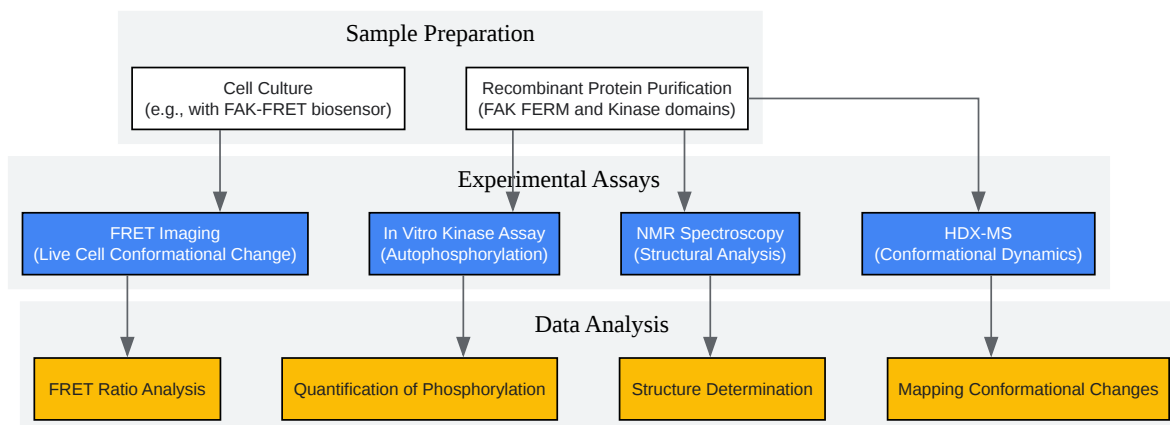 Sample Preparation
Cell Culture
(e.g., with FAK-FRET biosensor)
Recombinant Protein Purification
(FAK FERM and Kinase domains)
Experimental Assays
FRET Imaging
(Live Cell Conformational Change)
In Vitro Kinase Assay
(Autophosphorylation)
NMR Spectroscopy
(Structural Analysis)
HDX-MS
(Conformational Dynamics)
Data Analysis
FRET Ratio Analysis
Quantification of Phosphorylation
Structure Determination
Mapping Conformational Changes